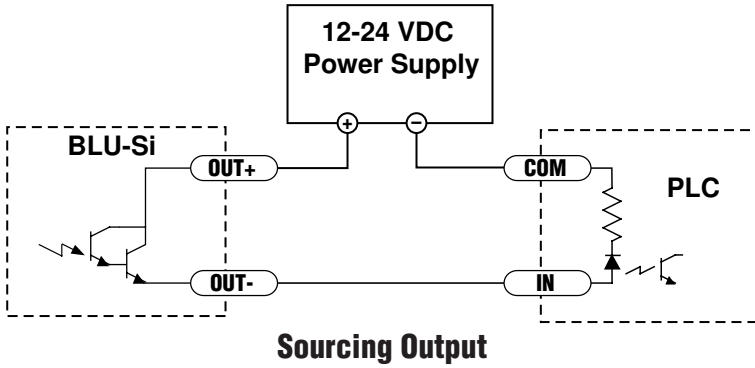 12-24 VDC
Power Supply
+ −
BLU-Si
OUT+
COM
PLC
OUT-
IN
Sourcing Output